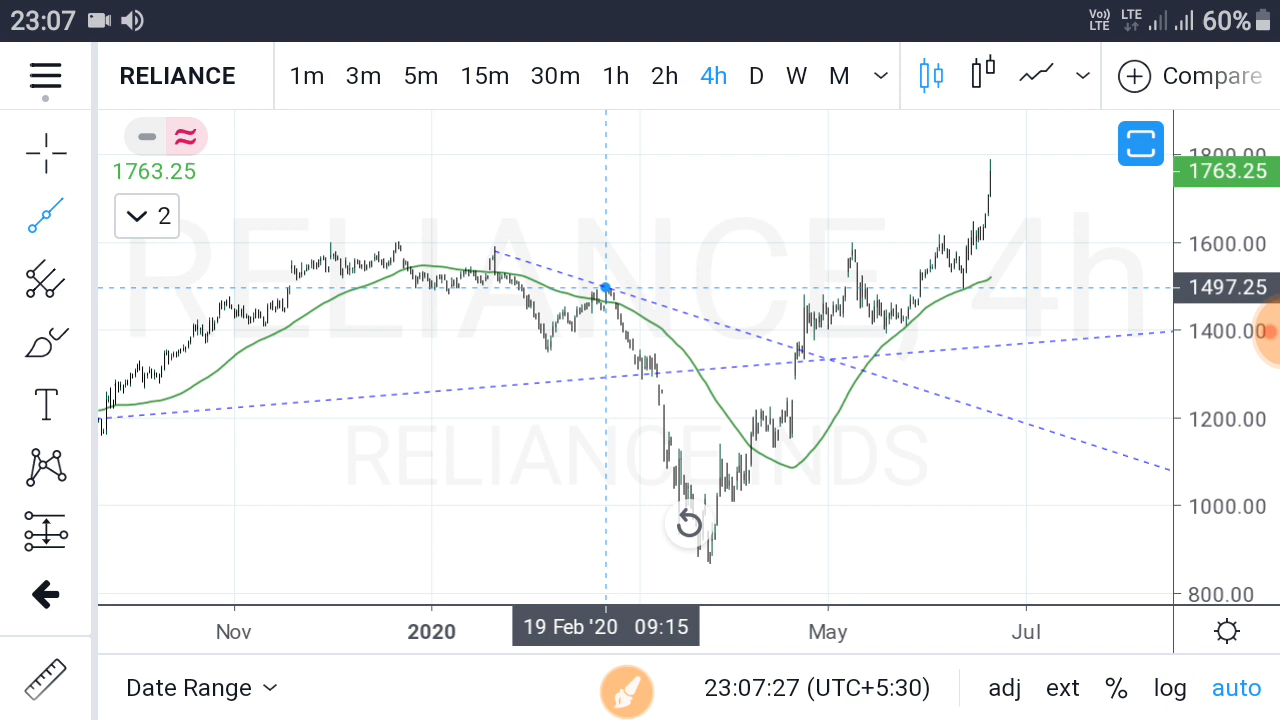 23:07 Vo)) LTE LTE 60%
RELIANCE 1m 3m 5m 15m 30m 1h 2h 4h D W M Compare
1763.25
2
RELIANCE, 4h
RELIANCE INDS
1800.00
1763.25
1600.00
1497.25
1400.00
1200.00
1000.00
800.00
Nov 2020 19 Feb '20 09:15 May Jul
Date Range 23:07:27 (UTC+5:30) adj ext % log auto